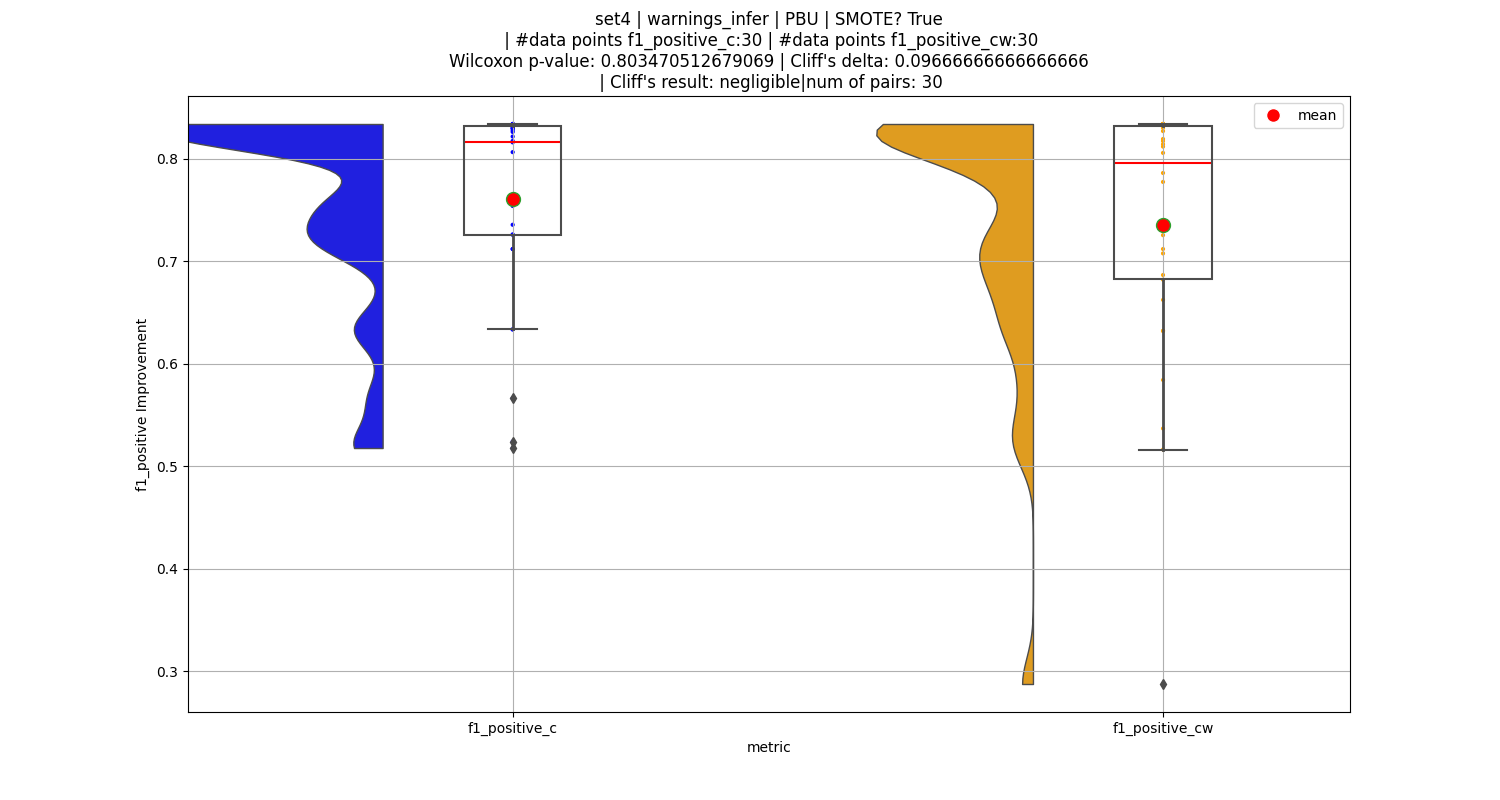 set4 | warnings_infer | PBU | SMOTE? True
| #data points f1_positive_c:30 | #data points f1_positive_cw:30
Wilcoxon p-value: 0.803470512679069 | Cliff's delta: 0.09666666666666666
| Cliff's result: negligible|num of pairs: 30
mean
0.8
0.7
0.6
0.5
0.4
0.3
f1_positive Improvement
f1_positive_c
f1_positive_cw
metric